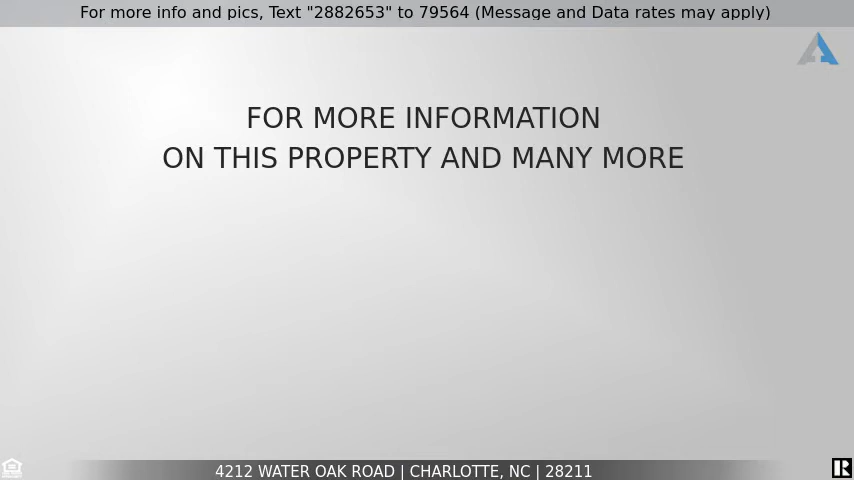 For more info and pics, Text "2882653" to 79564 (Message and Data rates may apply)
FOR MORE INFORMATION
ON THIS PROPERTY AND MANY MORE
4212 WATER OAK ROAD | CHARLOTTE, NC | 28211